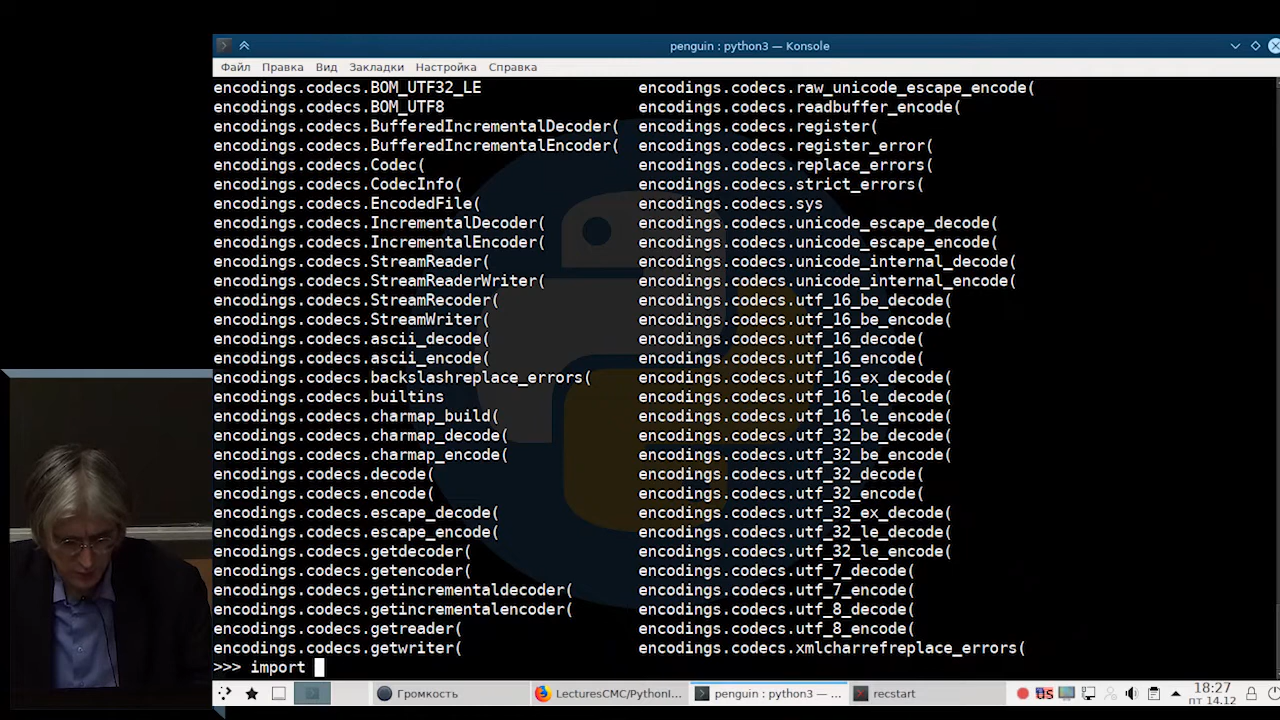 penguin : python3 — Konsole
Файл Правка Вид Закладки Настройка Справка
encodings.codecs.BOM_UTF32_LE encodings.codecs.raw_unicode_escape_encode(
encodings.codecs.BOM_UTF8 encodings.codecs.readbuffer_encode(
encodings.codecs.BufferedIncrementalDecoder( encodings.codecs.register(
encodings.codecs.BufferedIncrementalEncoder( encodings.codecs.register_error(
encodings.codecs.Codec( encodings.codecs.replace_errors(
encodings.codecs.CodecInfo( encodings.codecs.strict_errors(
encodings.codecs.EncodedFile( encodings.codecs.sys
encodings.codecs.IncrementalDecoder( encodings.codecs.unicode_escape_decode(
encodings.codecs.IncrementalEncoder( encodings.codecs.unicode_escape_encode(
encodings.codecs.StreamReader( encodings.codecs.unicode_internal_decode(
encodings.codecs.StreamReaderWriter( encodings.codecs.unicode_internal_encode(
encodings.codecs.StreamRecoder( encodings.codecs.utf_16_be_decode(
encodings.codecs.StreamWriter( encodings.codecs.utf_16_be_encode(
encodings.codecs.ascii_decode( encodings.codecs.utf_16_decode(
encodings.codecs.ascii_encode( encodings.codecs.utf_16_encode(
encodings.codecs.backslashreplace_errors( encodings.codecs.utf_16_ex_decode(
encodings.codecs.builtins encodings.codecs.utf_16_le_decode(
encodings.codecs.charmap_build( encodings.codecs.utf_16_le_encode(
encodings.codecs.charmap_decode( encodings.codecs.utf_32_be_decode(
encodings.codecs.charmap_encode( encodings.codecs.utf_32_be_encode(
encodings.codecs.decode( encodings.codecs.utf_32_decode(
encodings.codecs.encode( encodings.codecs.utf_32_encode(
encodings.codecs.escape_decode( encodings.codecs.utf_32_ex_decode(
encodings.codecs.escape_encode( encodings.codecs.utf_32_le_decode(
encodings.codecs.getdecoder( encodings.codecs.utf_32_le_encode(
encodings.codecs.getencoder( encodings.codecs.utf_7_decode(
encodings.codecs.getincrementaldecoder( encodings.codecs.utf_7_encode(
encodings.codecs.getincrementalencoder( encodings.codecs.utf_8_decode(
encodings.codecs.getreader( encodings.codecs.utf_8_encode(
encodings.codecs.getwriter( encodings.codecs.xmlcharrefreplace_errors(
>>> import
Громкость LecturesCMC/PythonI... penguin : python3 — ... recstart us 18:27
пт 14.12